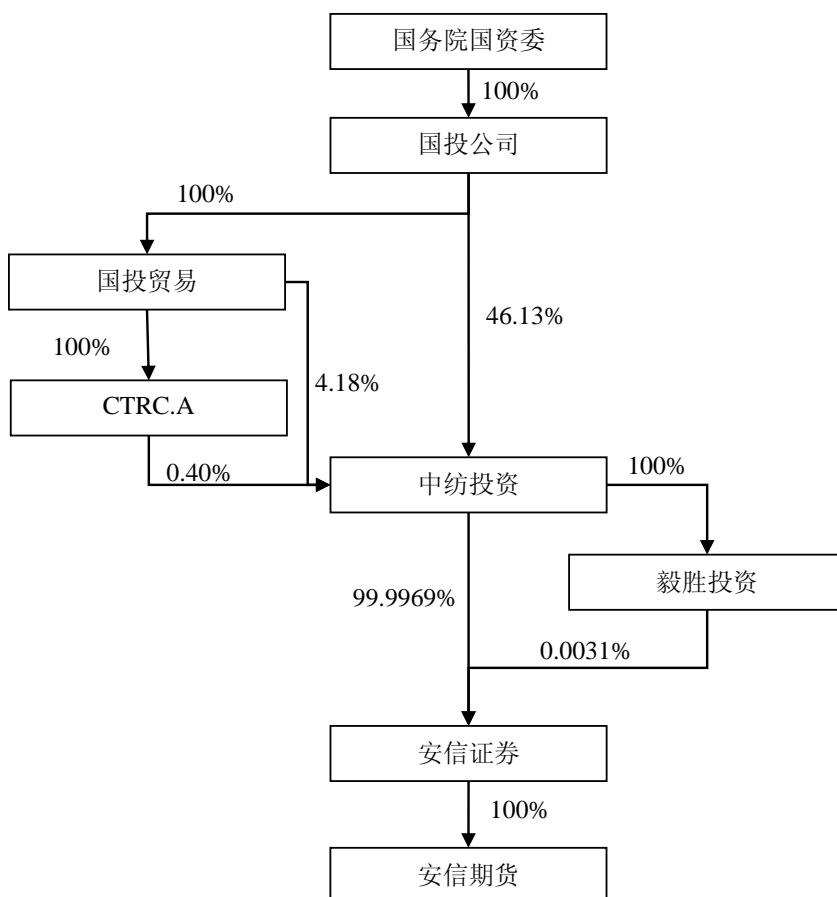 国务院国资委
100%
国投公司
100%
国投贸易
46.13%
100%
4.18%
CTRC.A
0.40%
中纺投资
100%
毅胜投资
99.9969%
0.0031%
安信证券
100%
安信期货